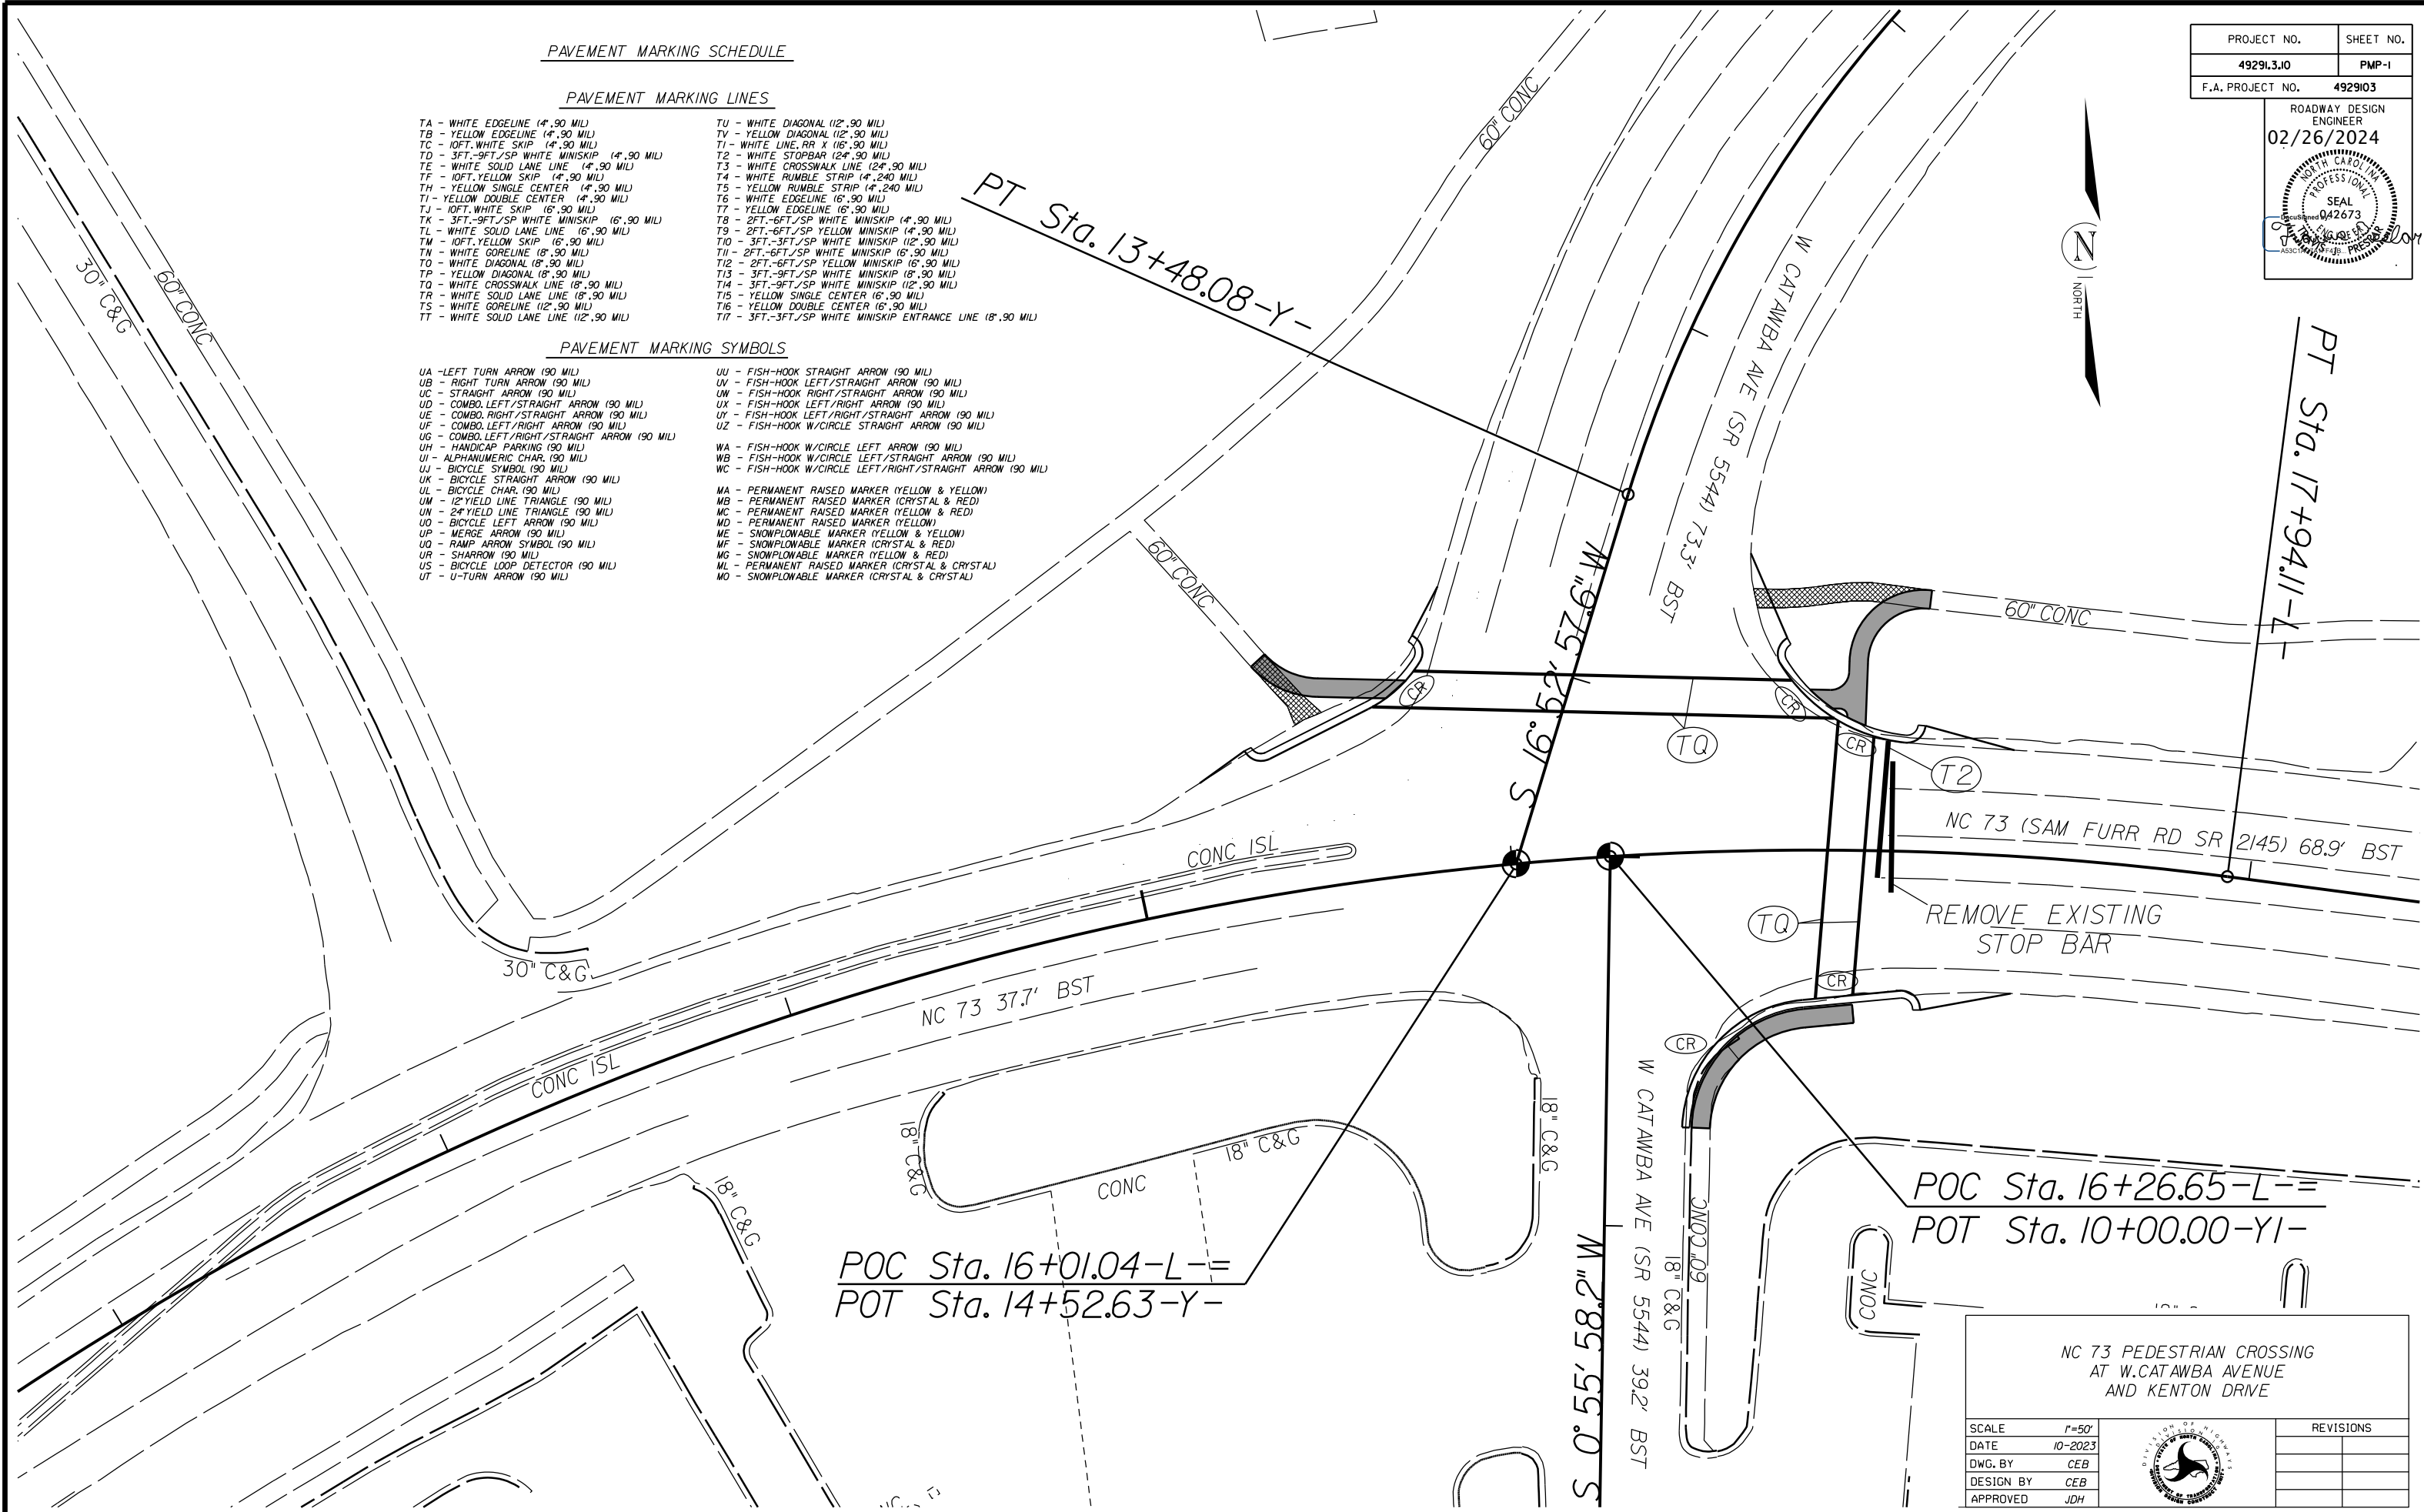 PAVEMENT MARKING SCHEDULE
PAVEMENT MARKING LINES
TA - WHITE EDGELINE (4",90 MIL)
TB - YELLOW EDGELINE (4",90 MIL)
TC - 10FT. WHITE SKIP (4",90 MIL)
TD - 3FT.-9FT./SP WHITE MINISKIP (4",90 MIL)
TE - WHITE SOLID LANE LINE (4",90 MIL)
TF - 10FT. YELLOW SKIP (4",90 MIL)
TH - YELLOW SINGLE CENTER (4",90 MIL)
TI - YELLOW DOUBLE CENTER (4",90 MIL)
TJ - 10FT. WHITE SKIP (6",90 MIL)
TK - 3FT.-9FT./SP WHITE MINISKIP (6",90 MIL)
TL - WHITE SOLID LANE LINE (6",90 MIL)
TM - 10FT. YELLOW SKIP (6",90 MIL)
TN - WHITE GORELINE (8",90 MIL)
TO - WHITE DIAGONAL (8",90 MIL)
TP - YELLOW DIAGONAL (8",90 MIL)
TQ - WHITE CROSSWALK LINE (8",90 MIL)
TR - WHITE SOLID LANE LINE (8",90 MIL)
TS - WHITE GORELINE (12",90 MIL)
TT - WHITE SOLID LANE LINE (12",90 MIL)
TU - WHITE DIAGONAL (12",90 MIL)
TV - YELLOW DIAGONAL (12",90 MIL)
T1 - WHITE LINE, RR X (16",90 MIL)
T2 - WHITE STOPBAR (24",90 MIL)
T3 - WHITE CROSSWALK LINE (24",90 MIL)
T4 - WHITE RUMBLE STRIP (4",240 MIL)
T5 - YELLOW RUMBLE STRIP (4",240 MIL)
T6 - WHITE EDGELINE (6",90 MIL)
T7 - YELLOW EDGELINE (6",90 MIL)
T8 - 2FT.-6FT./SP WHITE MINISKIP (4",90 MIL)
T9 - 2FT.-6FT./SP YELLOW MINISKIP (4",90 MIL)
T10 - 3FT.-3FT./SP WHITE MINISKIP (12",90 MIL)
T11 - 2FT.-6FT./SP WHITE MINISKIP (6",90 MIL)
T12 - 2FT.-6FT./SP YELLOW MINISKIP (6",90 MIL)
T13 - 3FT.-9FT./SP WHITE MINISKIP (8",90 MIL)
T14 - 3FT.-9FT./SP WHITE MINISKIP (12",90 MIL)
T15 - YELLOW SINGLE CENTER (6",90 MIL)
T16 - YELLOW DOUBLE CENTER (6",90 MIL)
T17 - 3FT.-3FT./SP WHITE MINISKIP ENTRANCE LINE (8",90 MIL)
PAVEMENT MARKING SYMBOLS
UA -LEFT TURN ARROW (90 MIL)
UB - RIGHT TURN ARROW (90 MIL)
UC - STRAIGHT ARROW (90 MIL)
UD - COMBO. LEFT/STRAIGHT ARROW (90 MIL)
UE - COMBO. RIGHT/STRAIGHT ARROW (90 MIL)
UF - COMBO. LEFT/RIGHT ARROW (90 MIL)
UG - COMBO. LEFT/RIGHT/STRAIGHT ARROW (90 MIL)
UH - HANDICAP PARKING (90 MIL)
UI - ALPHANUMERIC CHAR. (90 MIL)
UJ - BICYCLE SYMBOL (90 MIL)
UK - BICYCLE STRAIGHT ARROW (90 MIL)
UL - BICYCLE CHAR. (90 MIL)
UM - 12" YIELD LINE TRIANGLE (90 MIL)
UN - 24" YIELD LINE TRIANGLE (90 MIL)
UO - BICYCLE LEFT ARROW (90 MIL)
UP - MERGE ARROW (90 MIL)
UQ - RAMP ARROW SYMBOL (90 MIL)
UR - SHARROW (90 MIL)
US - BICYCLE LOOP DETECTOR (90 MIL)
UT - U-TURN ARROW (90 MIL)
UU - FISH-HOOK STRAIGHT ARROW (90 MIL)
UV - FISH-HOOK LEFT/STRAIGHT ARROW (90 MIL)
UW - FISH-HOOK RIGHT/STRAIGHT ARROW (90 MIL)
UX - FISH-HOOK LEFT/RIGHT ARROW (90 MIL)
UY - FISH-HOOK LEFT/RIGHT/STRAIGHT ARROW (90 MIL)
UZ - FISH-HOOK W/CIRCLE STRAIGHT ARROW (90 MIL)
WA - FISH-HOOK W/CIRCLE LEFT ARROW (90 MIL)
WB - FISH-HOOK W/CIRCLE LEFT/STRAIGHT ARROW (90 MIL)
WC - FISH-HOOK W/CIRCLE LEFT/RIGHT/STRAIGHT ARROW (90 MIL)
MA - PERMANENT RAISED MARKER (YELLOW & YELLOW)
MB - PERMANENT RAISED MARKER (CRYSTAL & RED)
MC - PERMANENT RAISED MARKER (YELLOW & RED)
MD - PERMANENT RAISED MARKER (YELLOW)
ME - SNOWPLOWABLE MARKER (YELLOW & YELLOW)
MF - SNOWPLOWABLE MARKER (CRYSTAL & RED)
MG - SNOWPLOWABLE MARKER (YELLOW & RED)
ML - PERMANENT RAISED MARKER (CRYSTAL & CRYSTAL)
MO - SNOWPLOWABLE MARKER (CRYSTAL & CRYSTAL)
PROJECT NO.
SHEET NO.
49291.3.10
PMP-1
F.A. PROJECT NO. 4929103
ROADWAY DESIGN
ENGINEER
02/26/2024
NORTH CAROLINA
PROFESSIONAL
SEAL
042673
ENGINEER
TRAVIS J. PRESLAR
DocuSigned by:
N
NORTH
30" C&G
60" CONC
60" CONC
PT Sta. 13+48.08-Y-
W CATAWBA AVE (SR 5544) 73.3' BST
PT Sta. 17+94.11-L-
60" CONC
60" CONC
S 16° 52' 57.6" W
CR
CR
CR
TQ
T2
NC 73 (SAM FURR RD SR 2145) 68.9' BST
CONC ISL
TQ
REMOVE EXISTING
STOP BAR
30" C&G
CR
NC 73 37.7' BST
CR
CONC ISL
18" C&G
18" C&G
18" C&G
CONC
18" C&G
W CATAWBA AVE (SR 5544) 39.2' BST
S 0° 55' 58.2" W
60" CONC
18" C&G
CONC
POC Sta. 16+26.65-L-=
POT Sta. 10+00.00-Y1-
POC Sta. 16+01.04-L-=
POT Sta. 14+52.63-Y-
NC 73 PEDESTRIAN CROSSING
AT W.CATAWBA AVENUE
AND KENTON DRIVE
SCALE 1"=50'
DATE 10-2023
DWG. BY CEB
DESIGN BY CEB
APPROVED JDH
REVISIONS